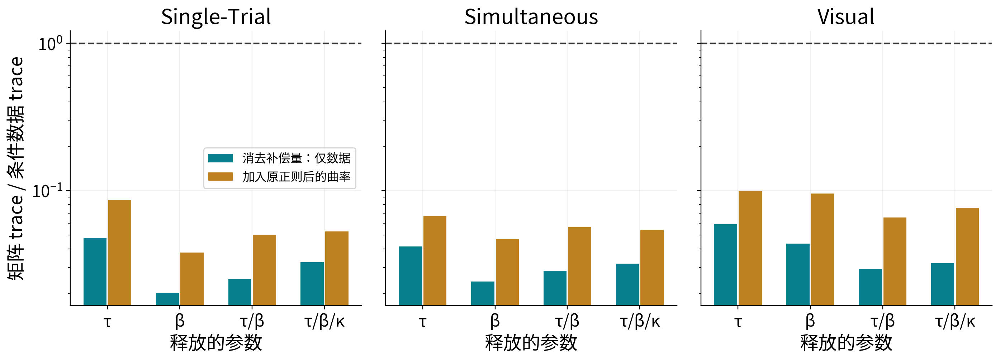 Single-Trial
Simultaneous
Visual
矩阵 trace / 条件数据 trace
10⁰
10⁻¹
消去补偿量：仅数据
加入原正则后的曲率
τ β τ/β τ/β/κ
τ β τ/β τ/β/κ
τ β τ/β τ/β/κ
释放的参数
释放的参数
释放的参数